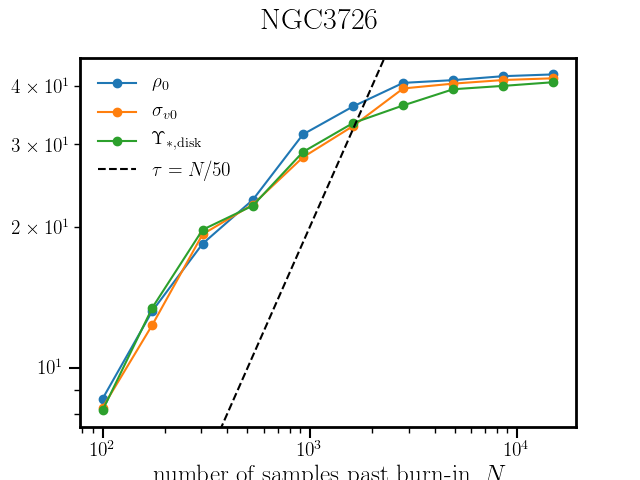 NGC3726
ρ₀
σᵥ₀
Υ∗,disk
τ = N/50
4 × 10¹
3 × 10¹
2 × 10¹
10¹
10² 10³ 10⁴
number of samples past burn-in, N